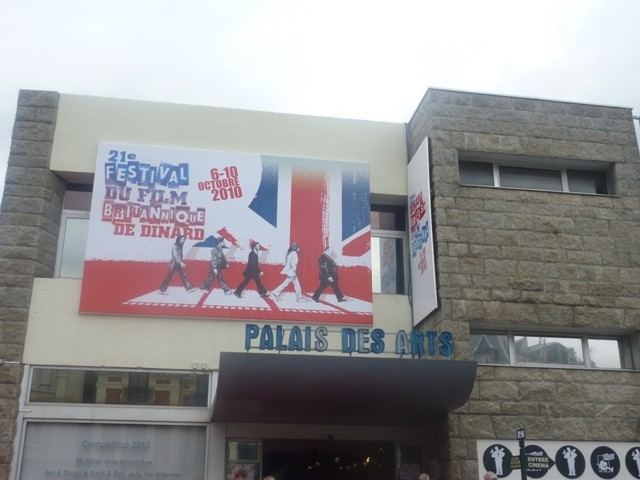 21e
FESTIVAL
DU FILM
BRITANNIQUE
DE DINARD
6-10
OCTOBRE
2010
PALAIS DES ARTS
Compétition 2010
ENTREE
CINEMA